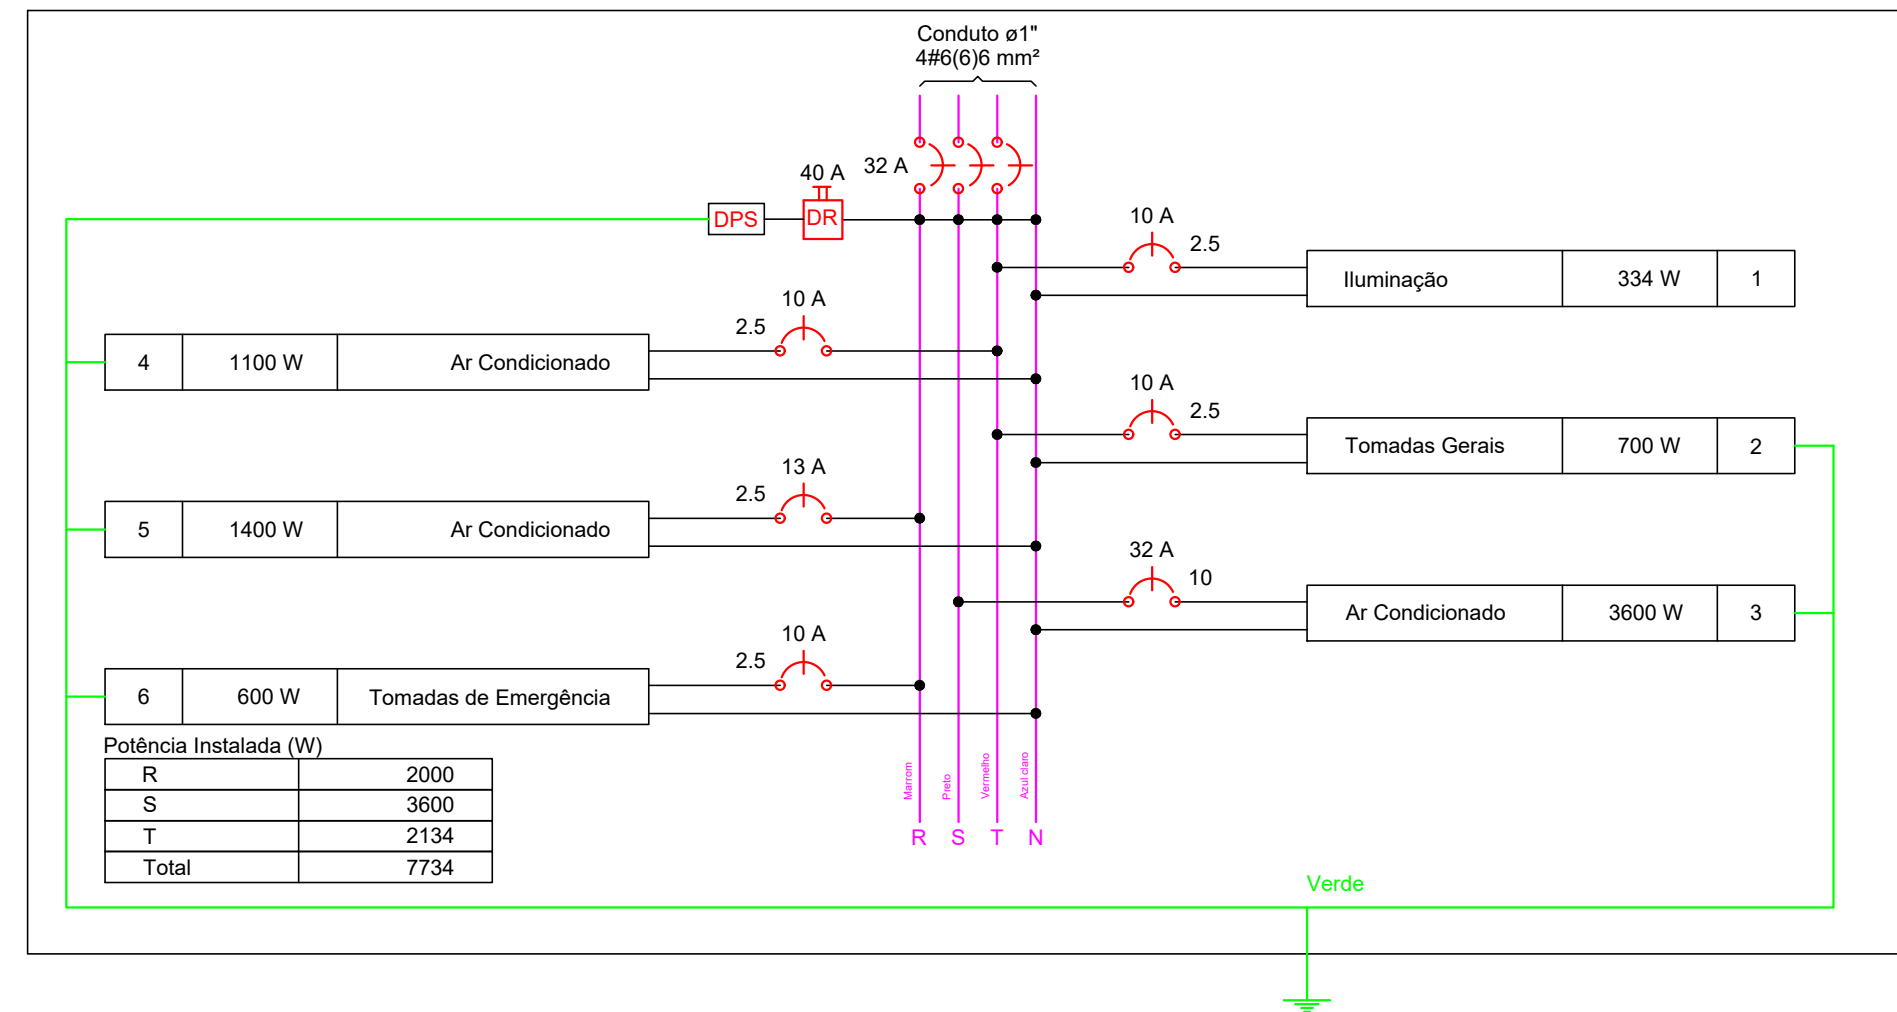 Conduto ø1"
4#6(6)6 mm²
32 A
40 A
DPS
DR
10 A
2.5
Iluminação 334 W 1
10 A
2.5
4 1100 W Ar Condicionado
10 A
2.5
Tomadas Gerais 700 W 2
13 A
2.5
5 1400 W Ar Condicionado
32 A
10
Ar Condicionado 3600 W 3
10 A
2.5
6 600 W Tomadas de Emergência
Potência Instalada (W)
R 2000
S 3600
T 2134
Total 7734
Marrom
Preto
Vermelho
Azul claro
R S T N
Verde